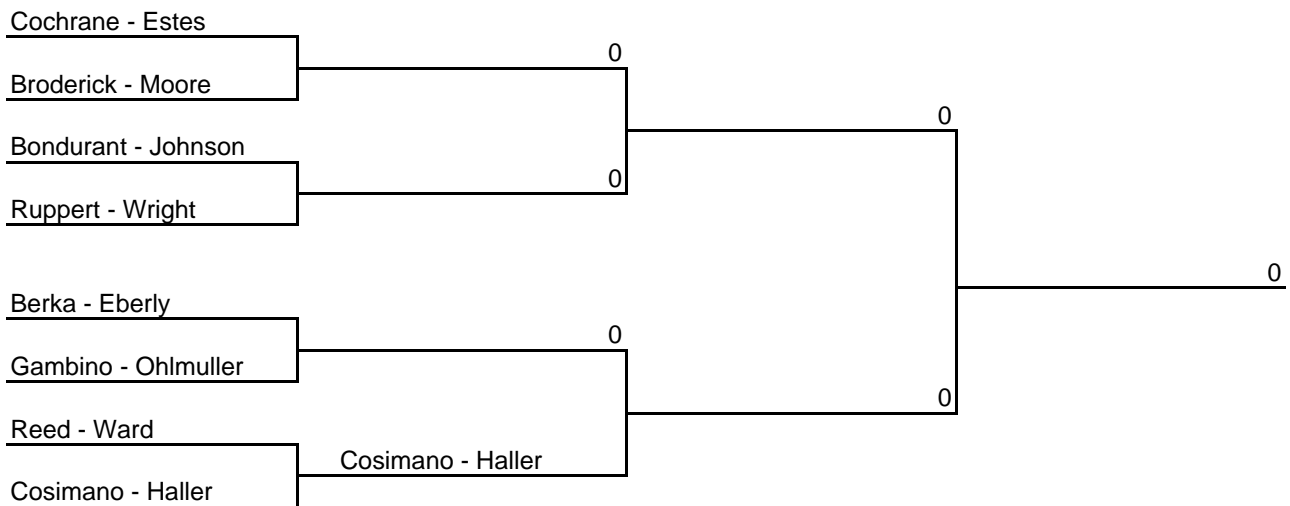 Cochrane - Estes
0
Broderick - Moore
0
Bondurant - Johnson
0
Ruppert - Wright
0
Berka - Eberly
0
Gambino - Ohlmuller
0
Reed - Ward
Cosimano - Haller
Cosimano - Haller